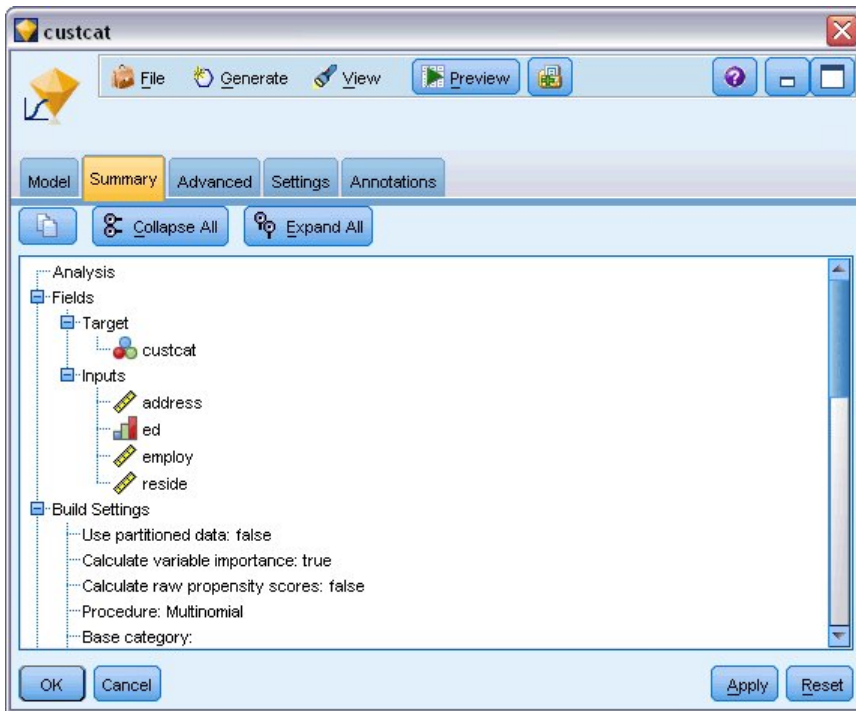 custcat
File Generate View Preview
Model Summary Advanced Settings Annotations
Collapse All Expand All
Analysis
Fields
Target
custcat
Inputs
address
ed
employ
reside
Build Settings
Use partitioned data: false
Calculate variable importance: true
Calculate raw propensity scores: false
Procedure: Multinomial
Base category:
OK Cancel Apply Reset